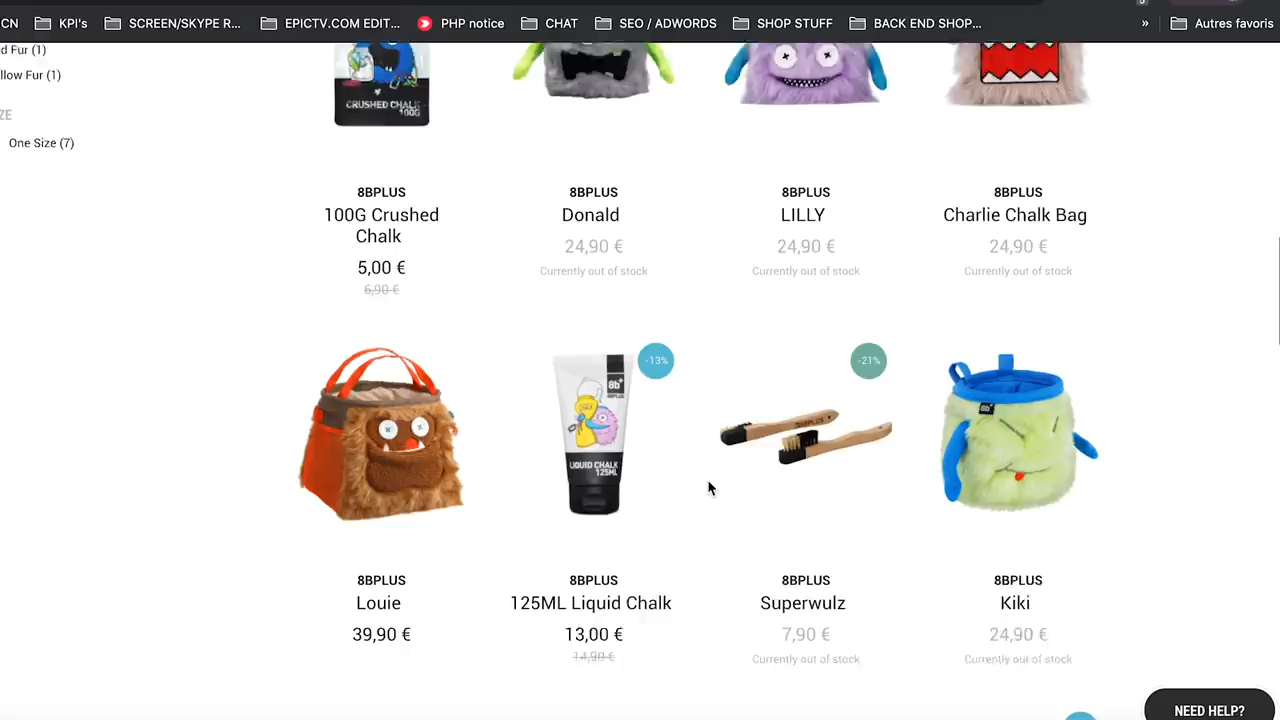 CN
KPI's
SCREEN/SKYPE R...
EPICTV.COM EDIT...
PHP notice
CHAT
SEO / ADWORDS
SHOP STUFF
BACK END SHOP...
»
Autres favoris
d Fur (1)
llow Fur (1)
ZE
One Size (7)
CRUSHED CHALK
100G
8BPLUS
100G Crushed
Chalk
5,00 €
6,90 €
8BPLUS
Donald
24,90 €
Currently out of stock
8BPLUS
LILLY
24,90 €
Currently out of stock
8BPLUS
Charlie Chalk Bag
24,90 €
Currently out of stock
8b+
8BPLUS
LIQUID CHALK
125ML
-13%
-21%
8b+
8BPLUS
Louie
39,90 €
8BPLUS
125ML Liquid Chalk
13,00 €
14,90 €
8BPLUS
Superwulz
7,90 €
Currently out of stock
8BPLUS
Kiki
24,90 €
Currently out of stock
NEED HELP?